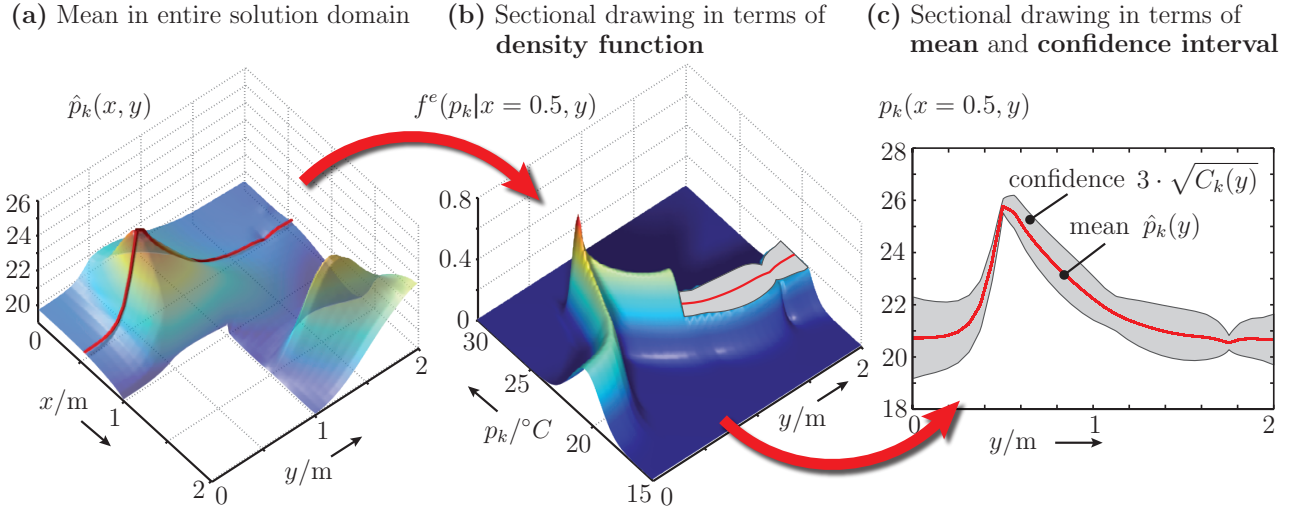 (a) Mean in entire solution domain
p̂ₖ(x, y)
26
24
22
20
0
x/m
1
2
0
1
y/m
2
(b) Sectional drawing in terms of
density function
fᵉ(pₖ|x = 0.5, y)
0.8
0.4
0
30
25
pₖ/°C
20
15
0
y/m
2
(c) Sectional drawing in terms of
mean and confidence interval
pₖ(x = 0.5, y)
28
26
24
22
20
18
confidence 3 · √Cₖ(y)
mean p̂ₖ(y)
0
1
2
y/m